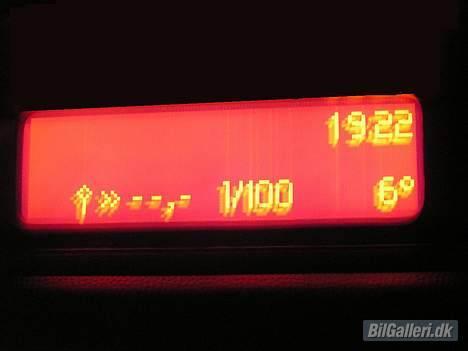 19:22
--,- 1/100 6°
BilGalleri.dk